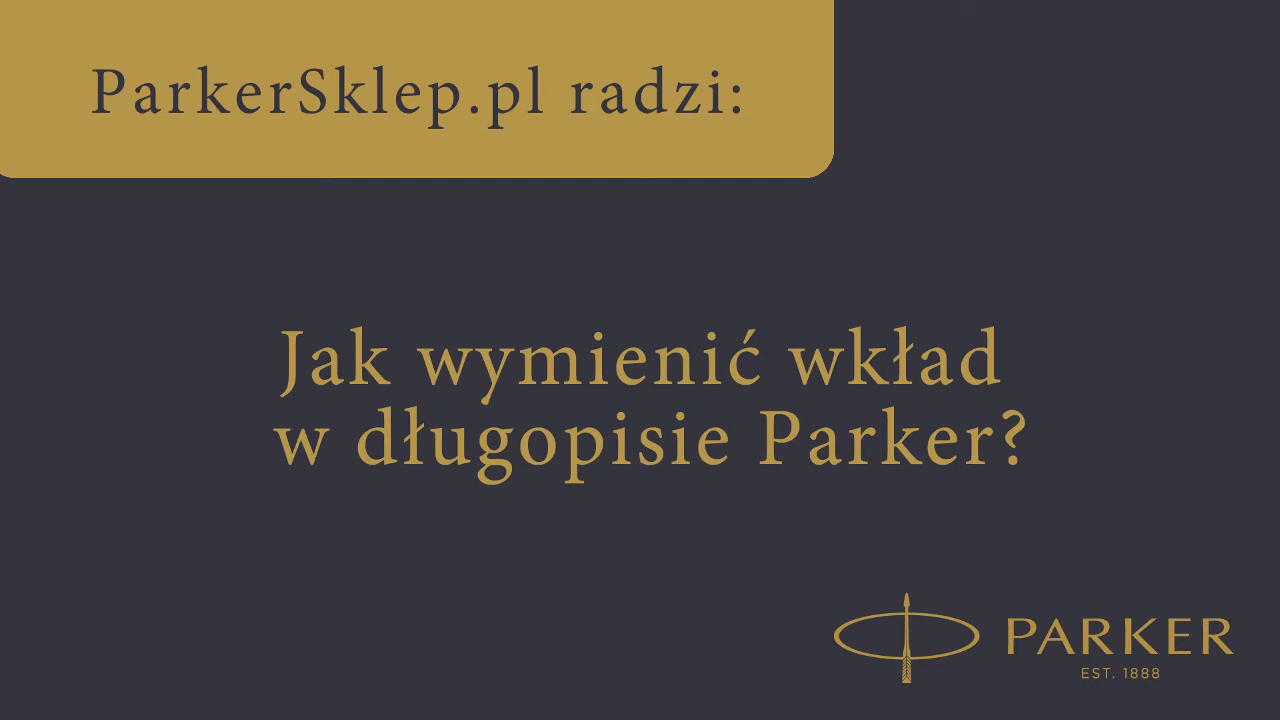 ParkerSklep.pl radzi:
Jak wymienić wkład
w długopisie Parker?
PARKER
EST. 1888